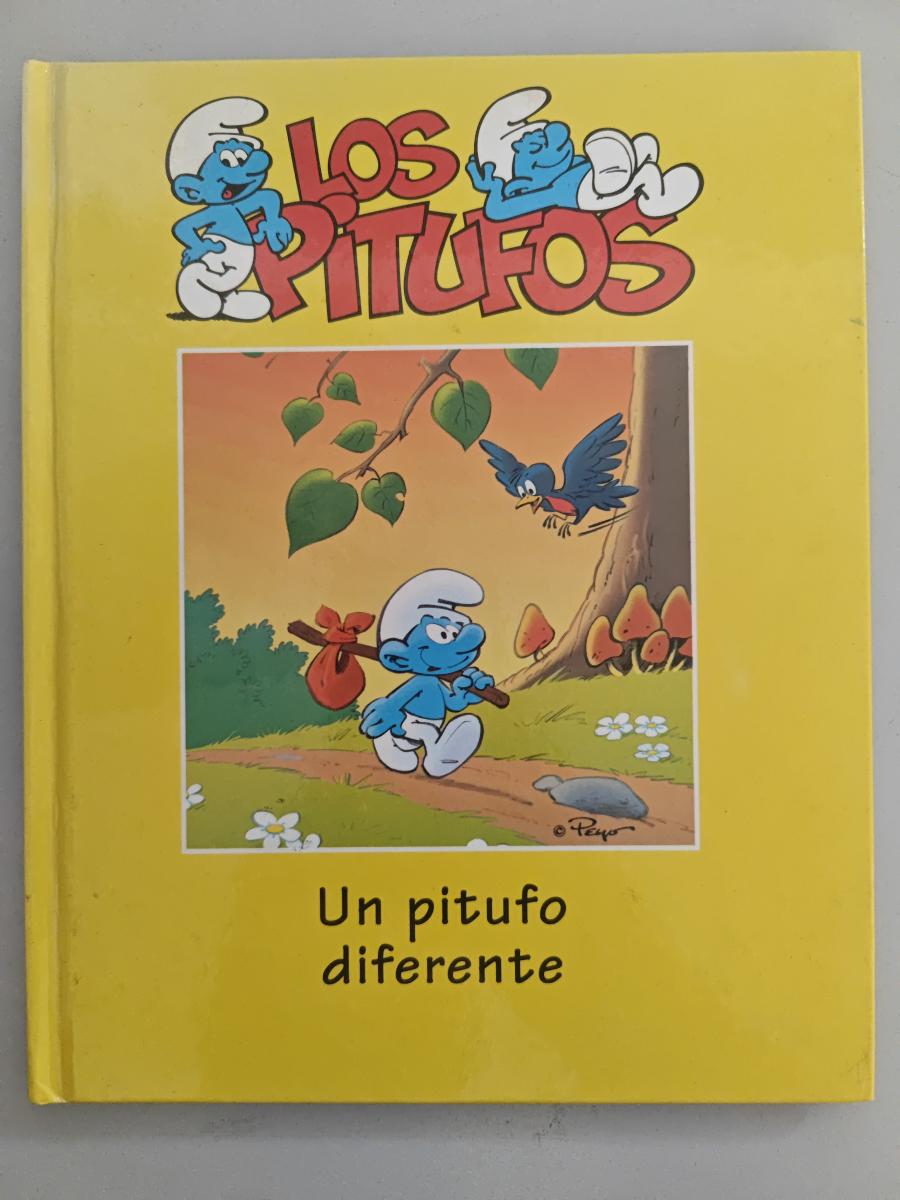 LOS
PiTUFOS
© Peyo
Un pitufo
diferente